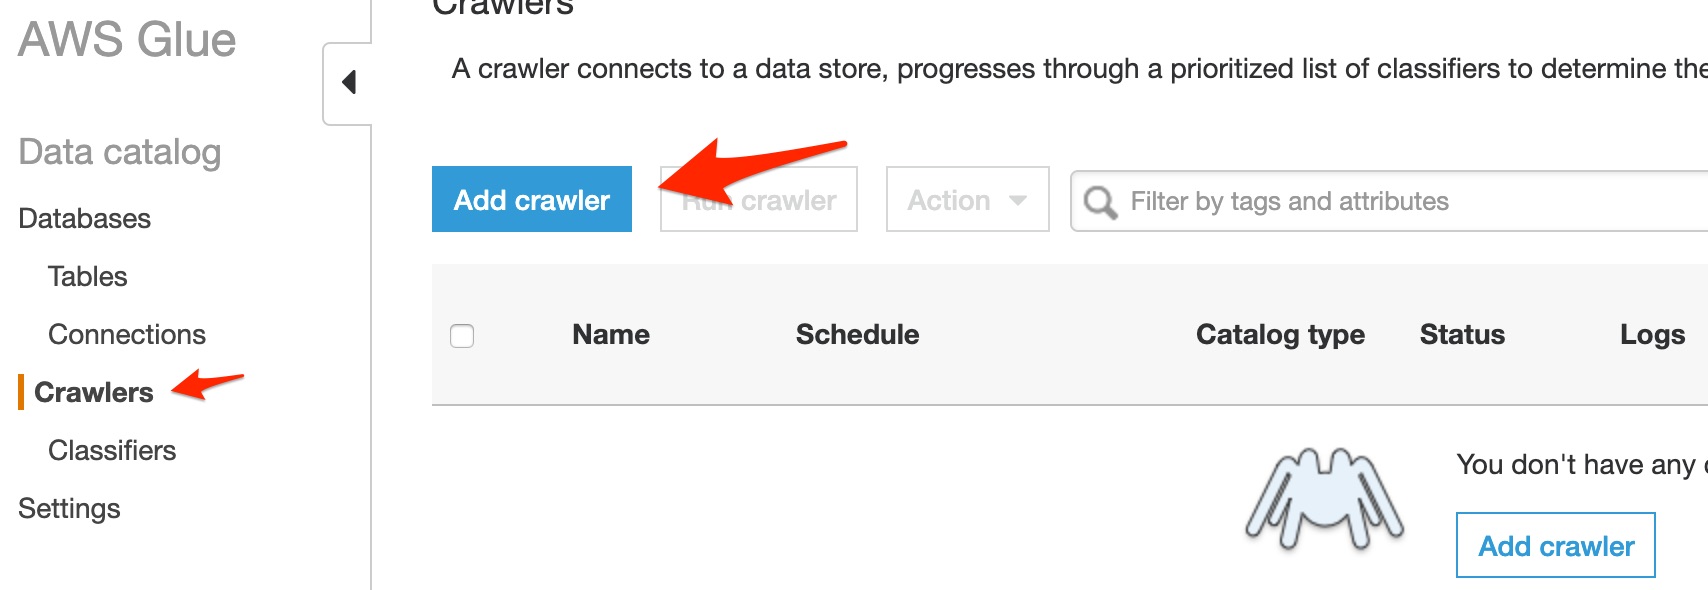 AWS Glue
Data catalog
Databases
Tables
Connections
Crawlers
Classifiers
Settings
Crawlers
A crawler connects to a data store, progresses through a prioritized list of classifiers to determine the
Add crawler
Run crawler
Action
Filter by tags and attributes
Name Schedule Catalog type Status Logs
You don't have any
Add crawler